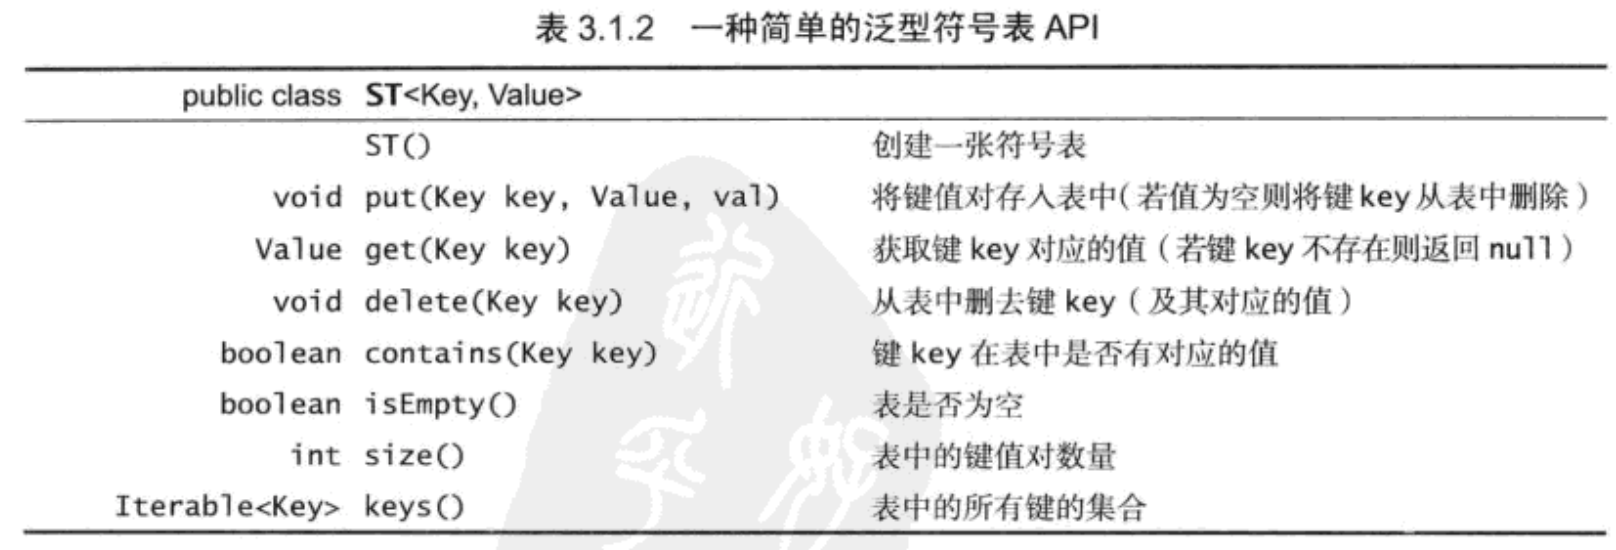 表 3.1.2 一种简单的泛型符号表 API
public class ST<Key, Value>
ST() 创建一张符号表
void put(Key key, Value, val) 将键值对存入表中(若值为空则将键 key 从表中删除)
Value get(Key key) 获取键 key 对应的值(若键 key 不存在则返回 null)
void delete(Key key) 从表中删去键 key(及其对应的值)
boolean contains(Key key) 键 key 在表中是否有对应的值
boolean isEmpty() 表是否为空
int size() 表中的键值对数量
Iterable<Key> keys() 表中的所有键的集合